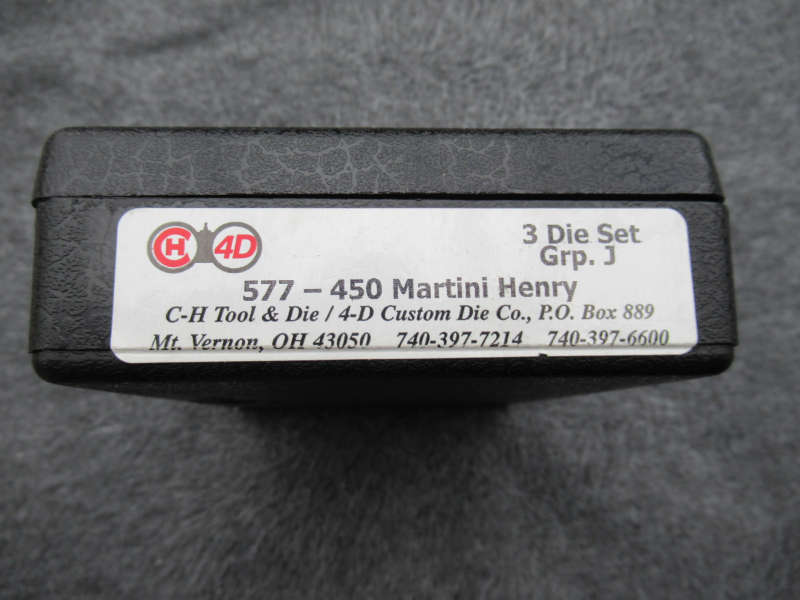 CH 4D
3 Die Set
Grp. J
577 – 450 Martini Henry
C-H Tool & Die / 4-D Custom Die Co., P.O. Box 889
Mt. Vernon, OH 43050 740-397-7214 740-397-6600